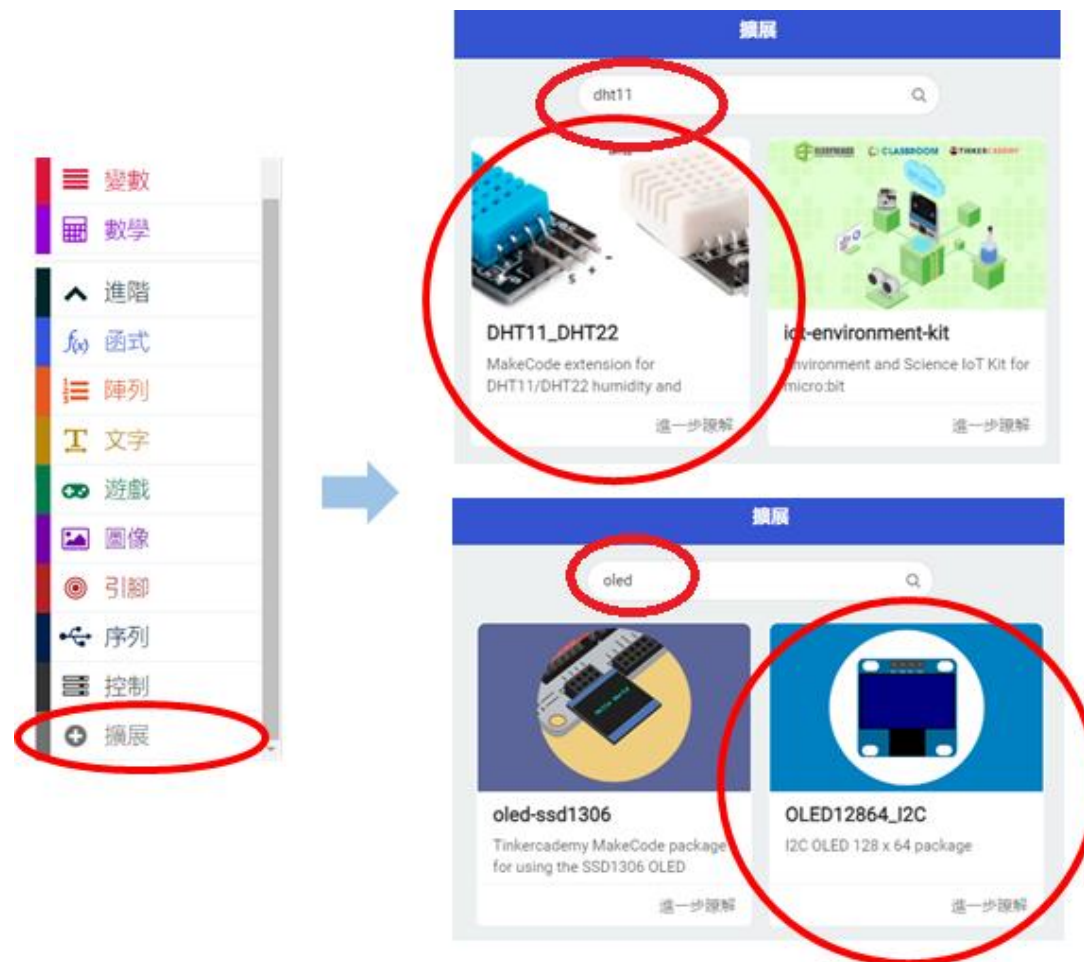 變數
數學
進階
f(x) 函式
陣列
文字
遊戲
圖像
引腳
序列
控制
擴展
擴展
dht11
DHT11_DHT22
MakeCode extension for
DHT11/DHT22 humidity and
進一步瞭解
CLASSROOM
iot-environment-kit
Environment and Science IoT Kit for
micro:bit
進一步瞭解
擴展
oled
oled-ssd1306
Tinkercademy MakeCode package
for using the SSD1306 OLED
進一步瞭解
OLED12864_I2C
I2C OLED 128 x 64 package
進一步瞭解